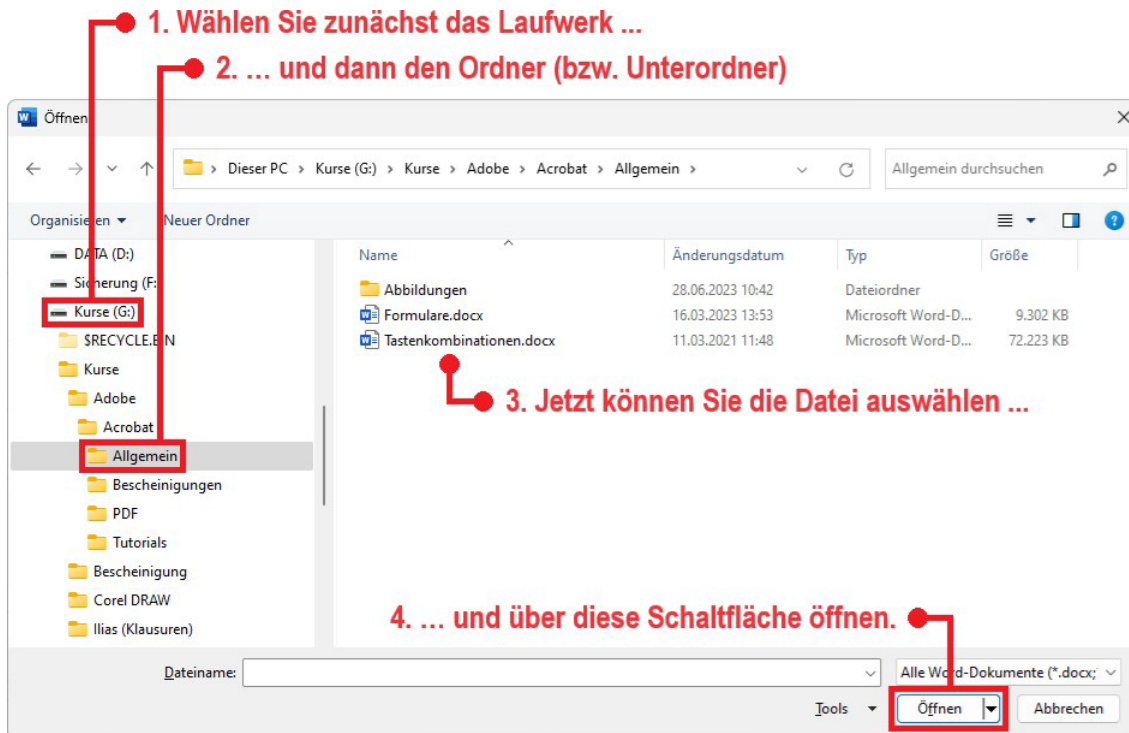 1. Wählen Sie zunächst das Laufwerk ...
2. ... und dann den Ordner (bzw. Unterordner)
Öffnen
Dieser PC > Kurse (G:) > Kurse > Adobe > Acrobat > Allgemein >
Allgemein durchsuchen
Organisieren
Neuer Ordner
DATA (D:)
Sicherung (F:
Kurse (G:)
$RECYCLE.BIN
Kurse
Adobe
Acrobat
Allgemein
Bescheinigungen
PDF
Tutorials
Bescheinigung
Corel DRAW
Ilias (Klausuren)
Name Änderungsdatum Typ Größe
Abbildungen 28.06.2023 10:42 Dateiordner
Formulare.docx 16.03.2023 13:53 Microsoft Word-D... 9.302 KB
Tastenkombinationen.docx 11.03.2021 11:48 Microsoft Word-D... 72.223 KB
3. Jetzt können Sie die Datei auswählen ...
4. ... und über diese Schaltfläche öffnen.
Dateiname:
Alle Word-Dokumente (*.docx;
Tools
Öffnen
Abbrechen